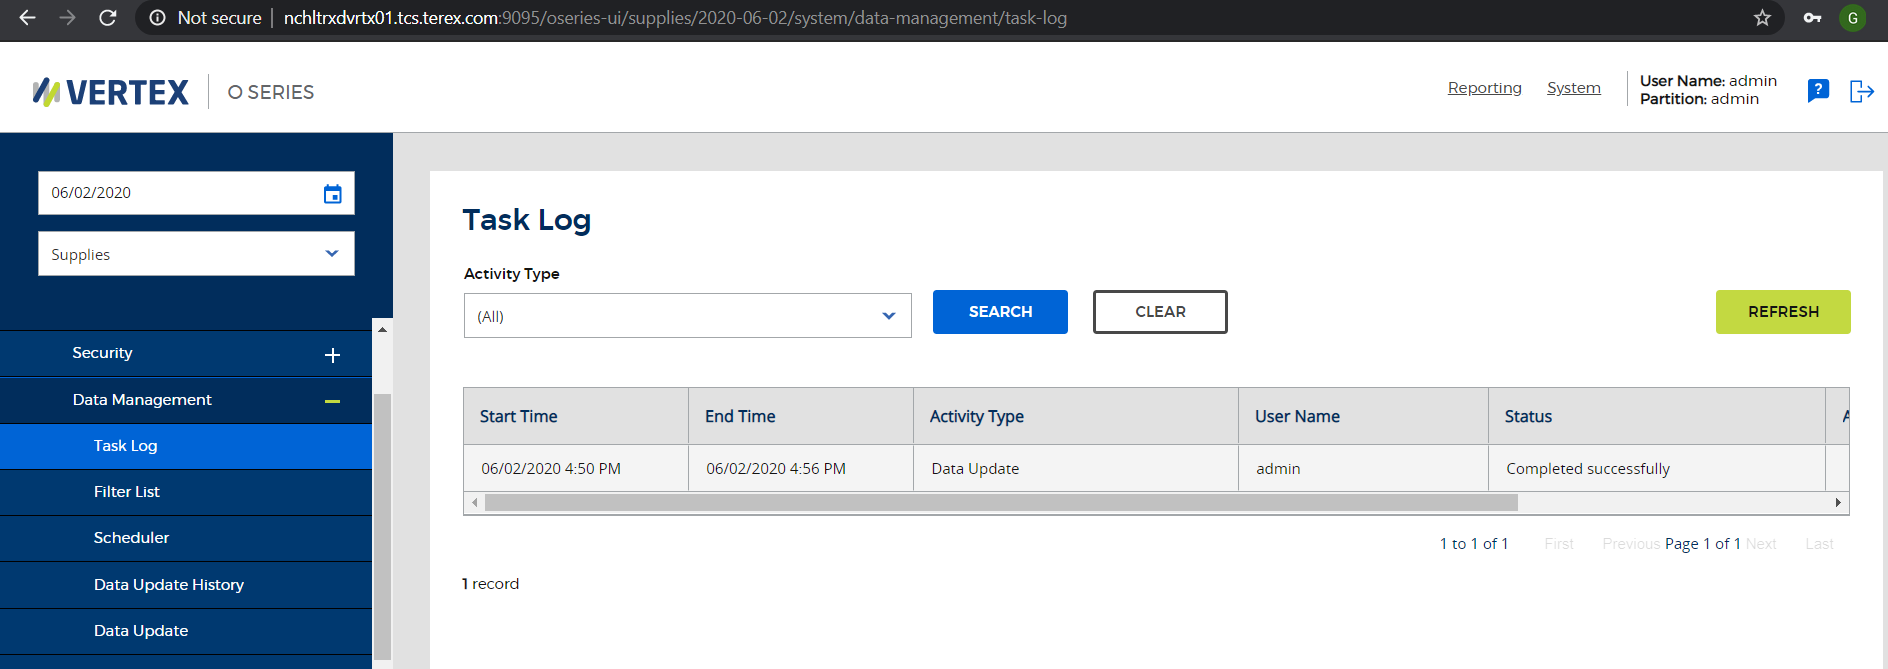 Not secure | nchltrxdvrtx01.tcs.terex.com:9095/oseries-ui/supplies/2020-06-02/system/data-management/task-log
G
VERTEX | O SERIES
Reporting System
User Name: admin
Partition: admin
?
06/02/2020
Supplies
Security
Data Management
Task Log
Filter List
Scheduler
Data Update History
Data Update
Task Log
Activity Type
(All) SEARCH CLEAR REFRESH
Start Time End Time Activity Type User Name Status A
06/02/2020 4:50 PM 06/02/2020 4:56 PM Data Update admin Completed successfully
1 to 1 of 1 First Previous Page 1 of 1 Next Last
1 record